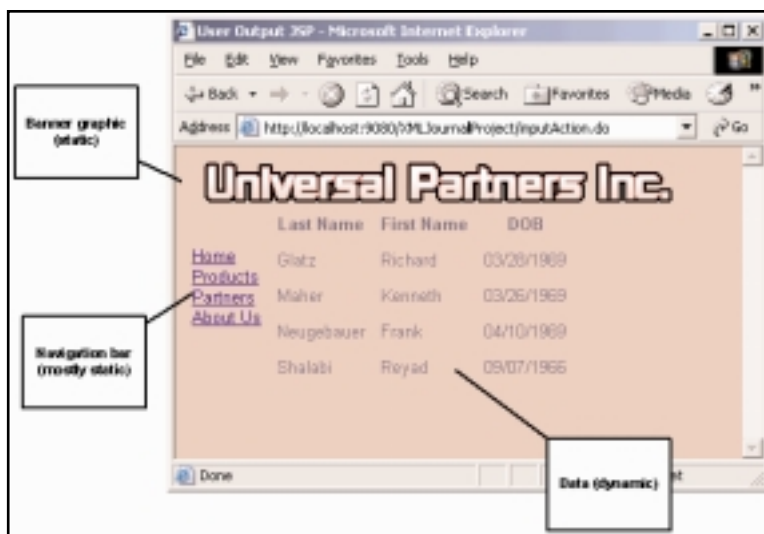 User Output JSP - Microsoft Internet Explorer
File Edit View Favorites Tools Help
Back Search Favorites Media
Address http://localhost:9080/XMLJournalProject/inputAction.do Go
Banner graphic
(static)
Universal Partners Inc.
Last Name First Name DOB
Home
Products
Partners
About Us
Glatz Richard 03/28/1969
Maher Kenneth 03/26/1969
Neugebauer Frank 04/10/1969
Shalabi Reyad 09/07/1966
Navigation bar
(mostly static)
Data (dynamic)
Done